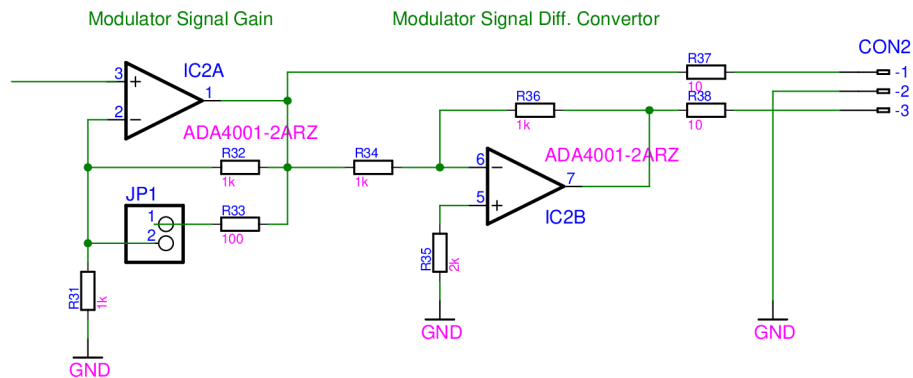 Modulator Signal Gain
Modulator Signal Diff. Convertor
CON2
IC2A
R37
-1
3
+
1
10
-2
2
−
R36
R38
-3
ADA4001-2ARZ
1k
10
R32
R34
6
−
ADA4001-2ARZ
1k
1k
7
JP1
5
+
1
R33
IC2B
2
100
R35
2k
R31
1k
GND
GND
GND